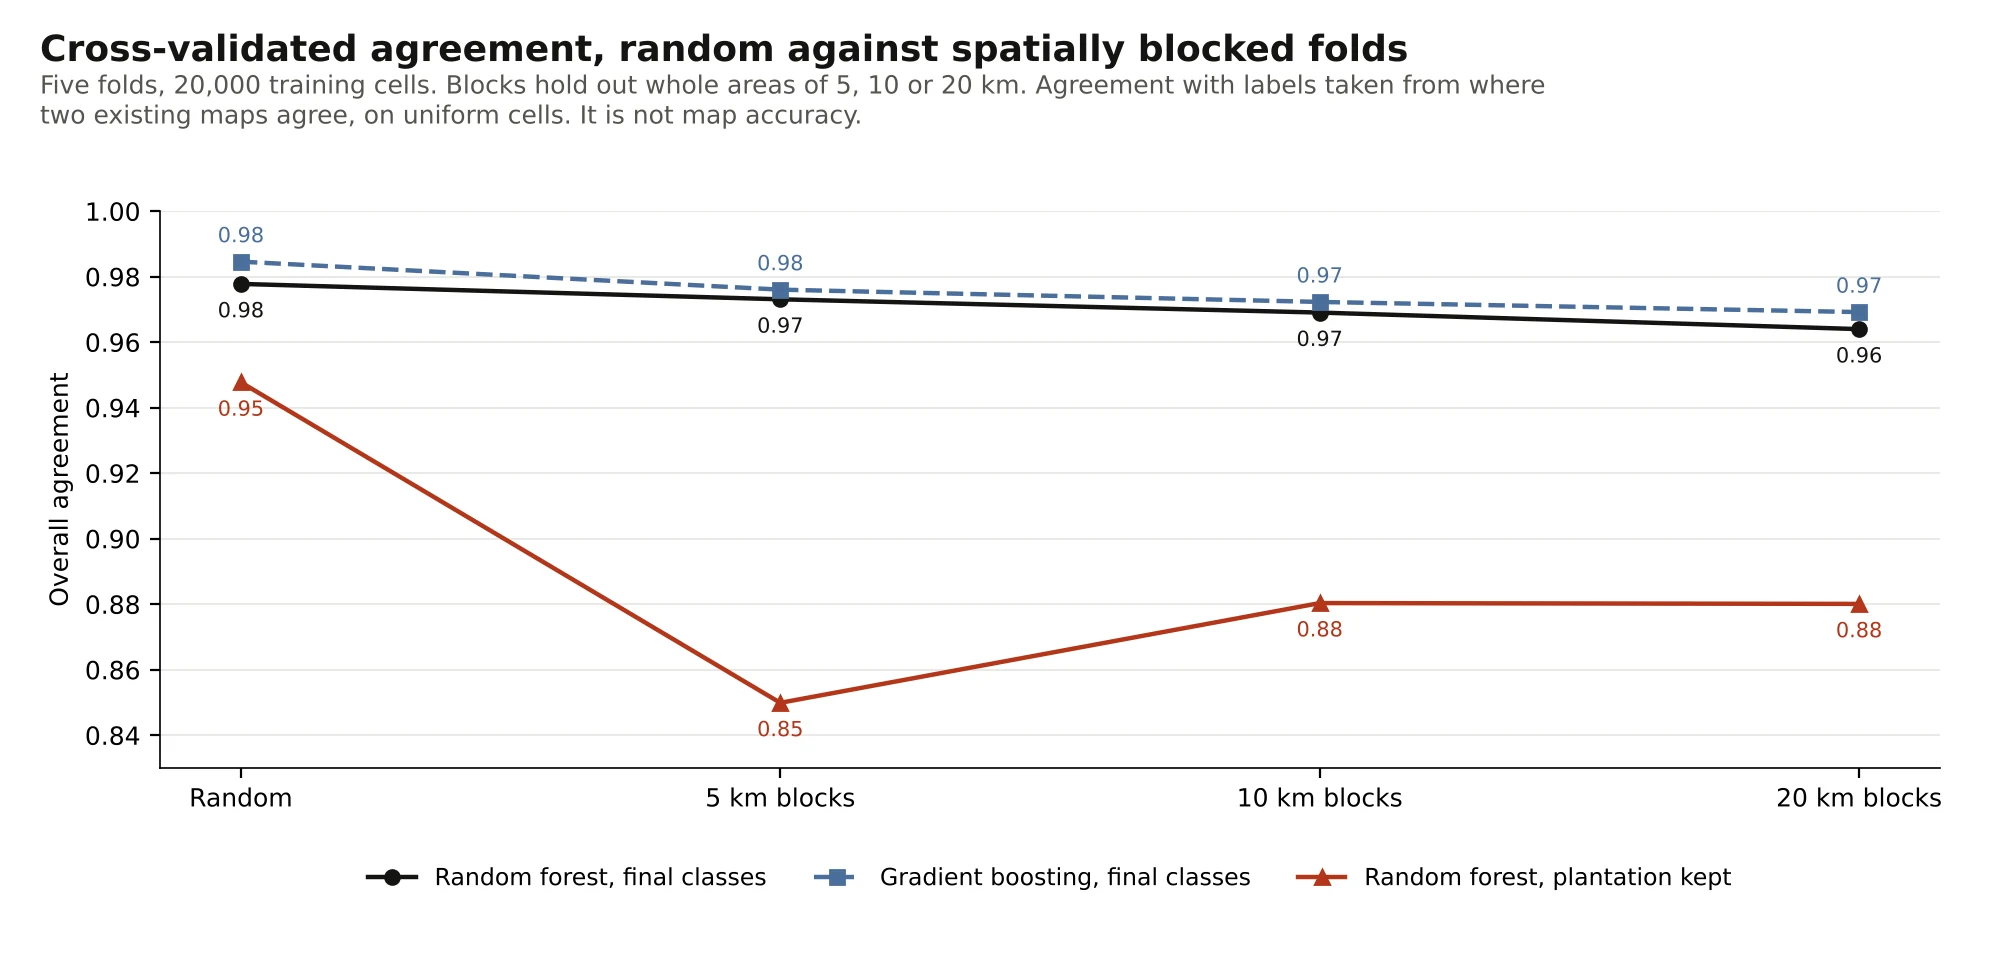 Cross-validated agreement, random against spatially blocked folds
Five folds, 20,000 training cells. Blocks hold out whole areas of 5, 10 or 20 km. Agreement with labels taken from where
two existing maps agree, on uniform cells. It is not map accuracy.
Overall agreement
1.00
0.98
0.96
0.94
0.92
0.90
0.88
0.86
0.84
0.98
0.98
0.97
0.97
0.98
0.97
0.97
0.96
0.95
0.85
0.88
0.88
Random
5 km blocks
10 km blocks
20 km blocks
Random forest, final classes
Gradient boosting, final classes
Random forest, plantation kept